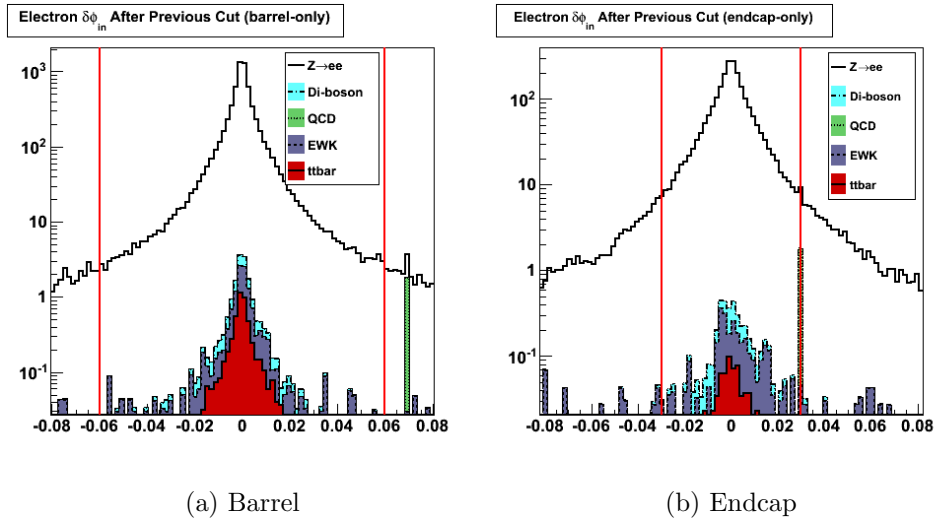 Electron δϕin After Previous Cut (barrel-only)
10³
10²
10
1
10⁻¹
-0.08 -0.06 -0.04 -0.02 0 0.02 0.04 0.06 0.08
Z→ee
Di-boson
QCD
EWK
ttbar
(a) Barrel
Electron δϕin After Previous Cut (endcap-only)
10²
10
1
10⁻¹
-0.08 -0.06 -0.04 -0.02 0 0.02 0.04 0.06 0.08
Z→ee
Di-boson
QCD
EWK
ttbar
(b) Endcap